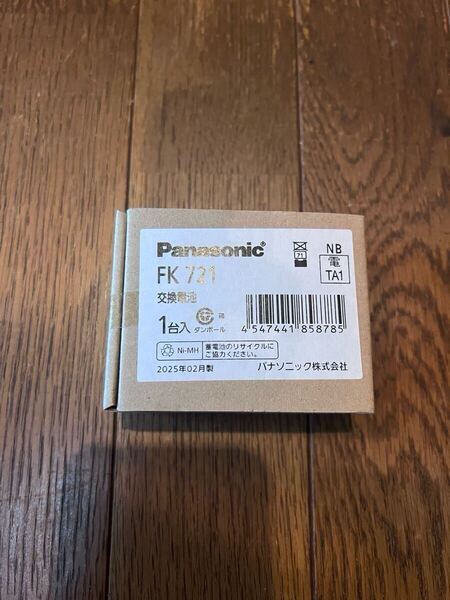 Panasonic®
FK 721
交換電池
1台入
ダンボール
71
NB
電
TA1
4 547441 858785
Ni-MH
蓄電池のリサイクルに
ご協力ください。
2025年02月製
パナソニック株式会社